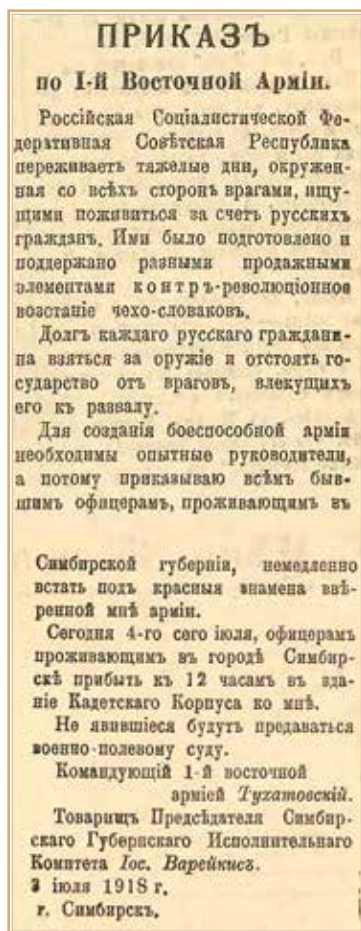 ПРИКАЗЪ
по I-й Восточной Арміи.
Россійская Соціалистической Фе-
деративная Совѣтская Республика
переживаетъ тяжелые дни, окружен-
ная со всѣхъ сторонъ врагами, ищу-
щими поживиться за счетъ русскихъ
гражданъ. Ими было подготовлено и
поддержано разными продажными
элементами контръ-революціонное
возстаніе чехо-словаковъ.
Долгъ каждаго русскаго граждани-
на взяться за оружіе и отстоять го-
сударство отъ враговъ, влекущихъ
его къ развалу.
Для созданія боеспособной арміи
необходимы опытные руководители,
а потому приказываю всѣмъ быв-
шимъ офицерамъ, проживающимъ въ
Симбирской губерніи, немедленно
встать подъ красныя знамена ввѣ-
ренной мнѣ арміи.
Сегодня 4-го сего іюля, офицерамъ
проживающимъ въ городѣ Симбир-
скѣ прибыть къ 12 часамъ въ зда-
ніе Кадетскаго Корпуса ко мнѣ.
Не явившіеся будутъ предаваться
военно-полевому суду.
Командующій 1-й восточной
арміей Тухатовскій.
Товарищъ Предсѣдателя Симбир-
скаго Губернскаго Исполнительнаго
Комитета Іос. Варейкисъ.
3 іюля 1918 г.
г. Симбирскъ.